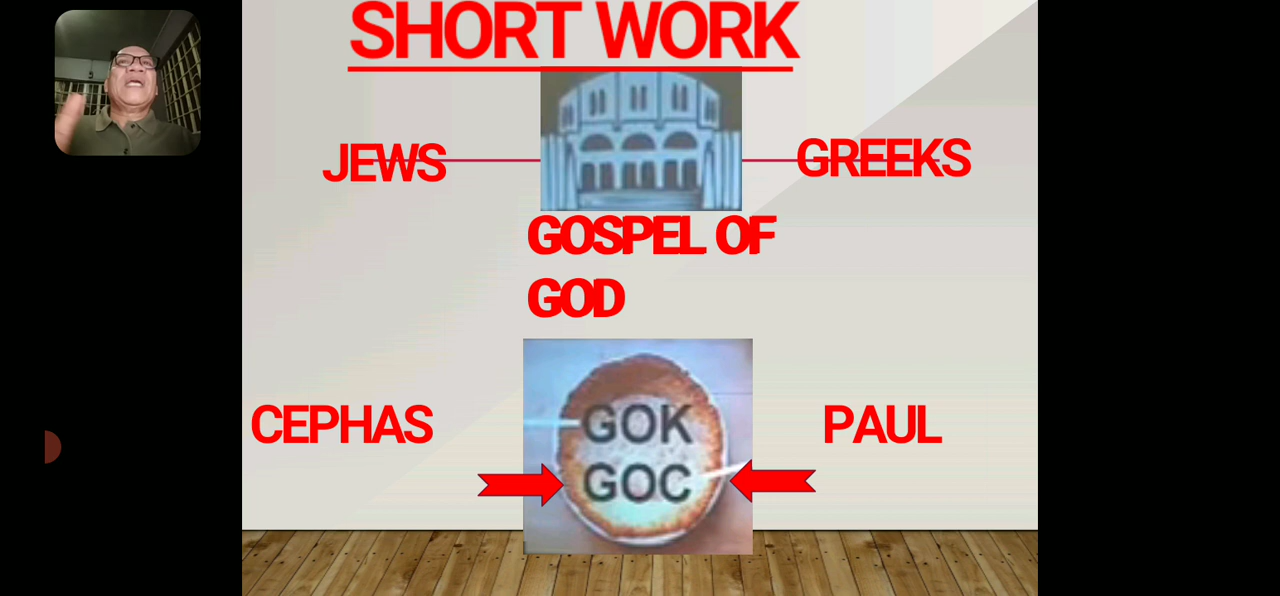 SHORT WORK
JEWS
GREEKS
GOSPEL OF
GOD
CEPHAS
GOK
GOC
PAUL